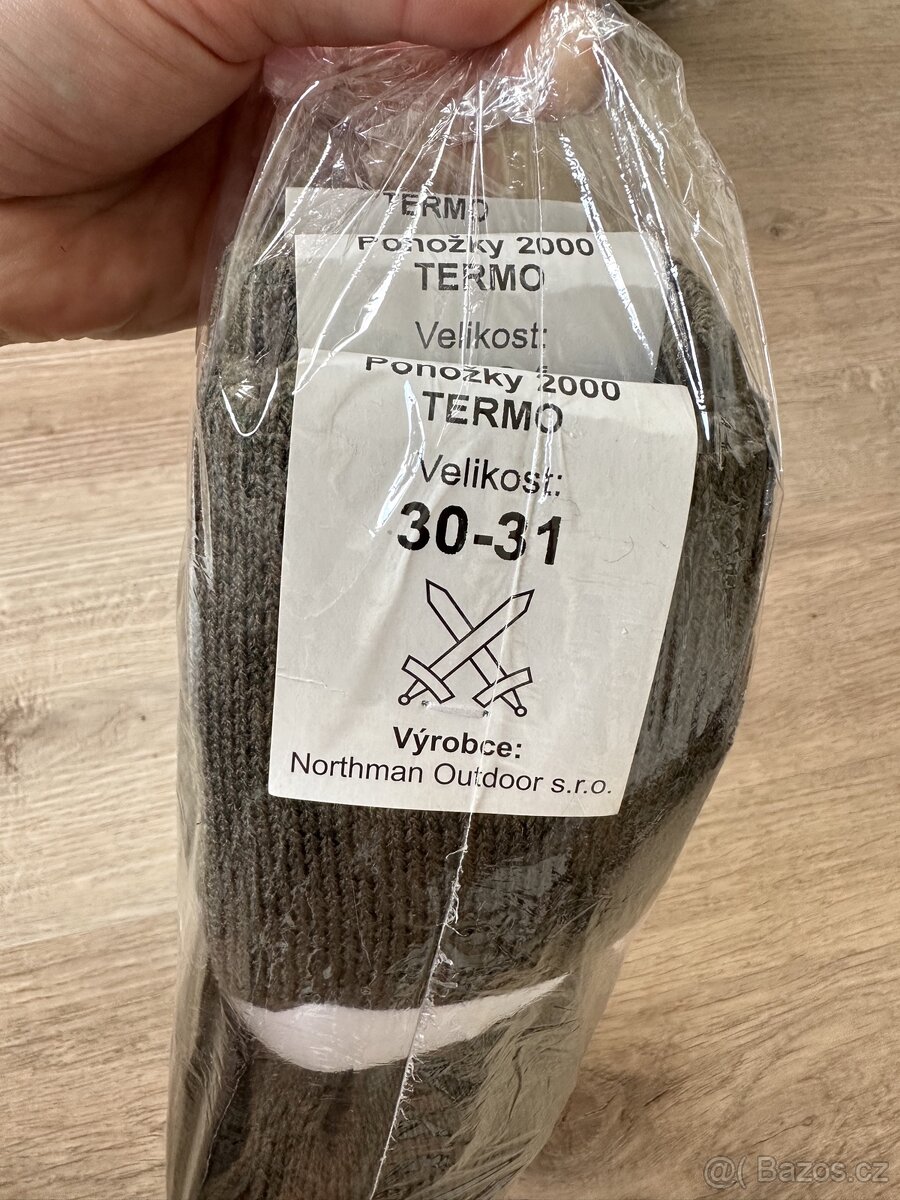 TERMO
Ponožky 2000
TERMO
Velikost:
Ponožky 2000
TERMO
Velikost:
30-31
Výrobce:
Northman Outdoor s.r.o.
@( Bazos.cz